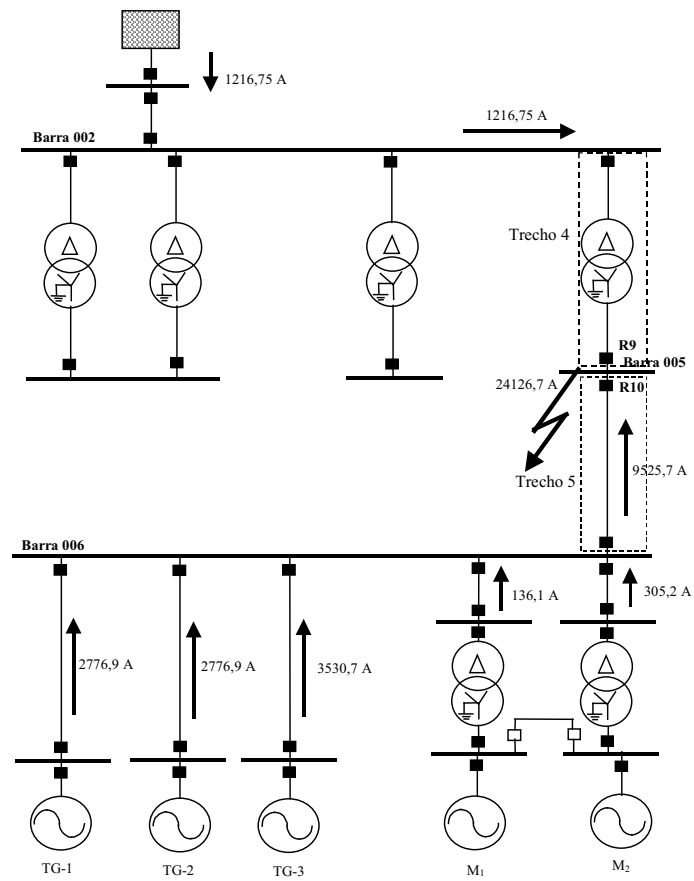 1216,75 A
1216,75 A
Barra 002
Trecho 4
R9
Barra 005
24126,7 A
R10
9525,7 A
Trecho 5
Barra 006
136,1 A
305,2 A
2776,9 A
2776,9 A
3530,7 A
TG-1
TG-2
TG-3
M1
M2